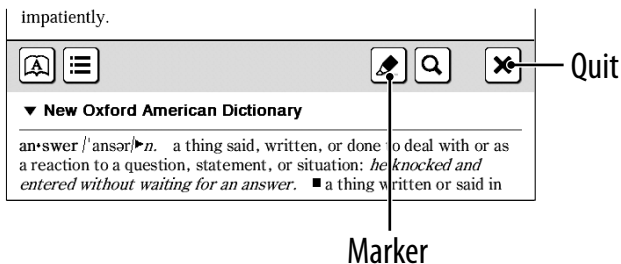 impatiently.
A
Quit
▼ New Oxford American Dictionary
an•swer /ˈansər/▶n. a thing said, written, or done to deal with or as
a reaction to a question, statement, or situation: he knocked and
entered without waiting for an answer. ■ a thing written or said in
Marker